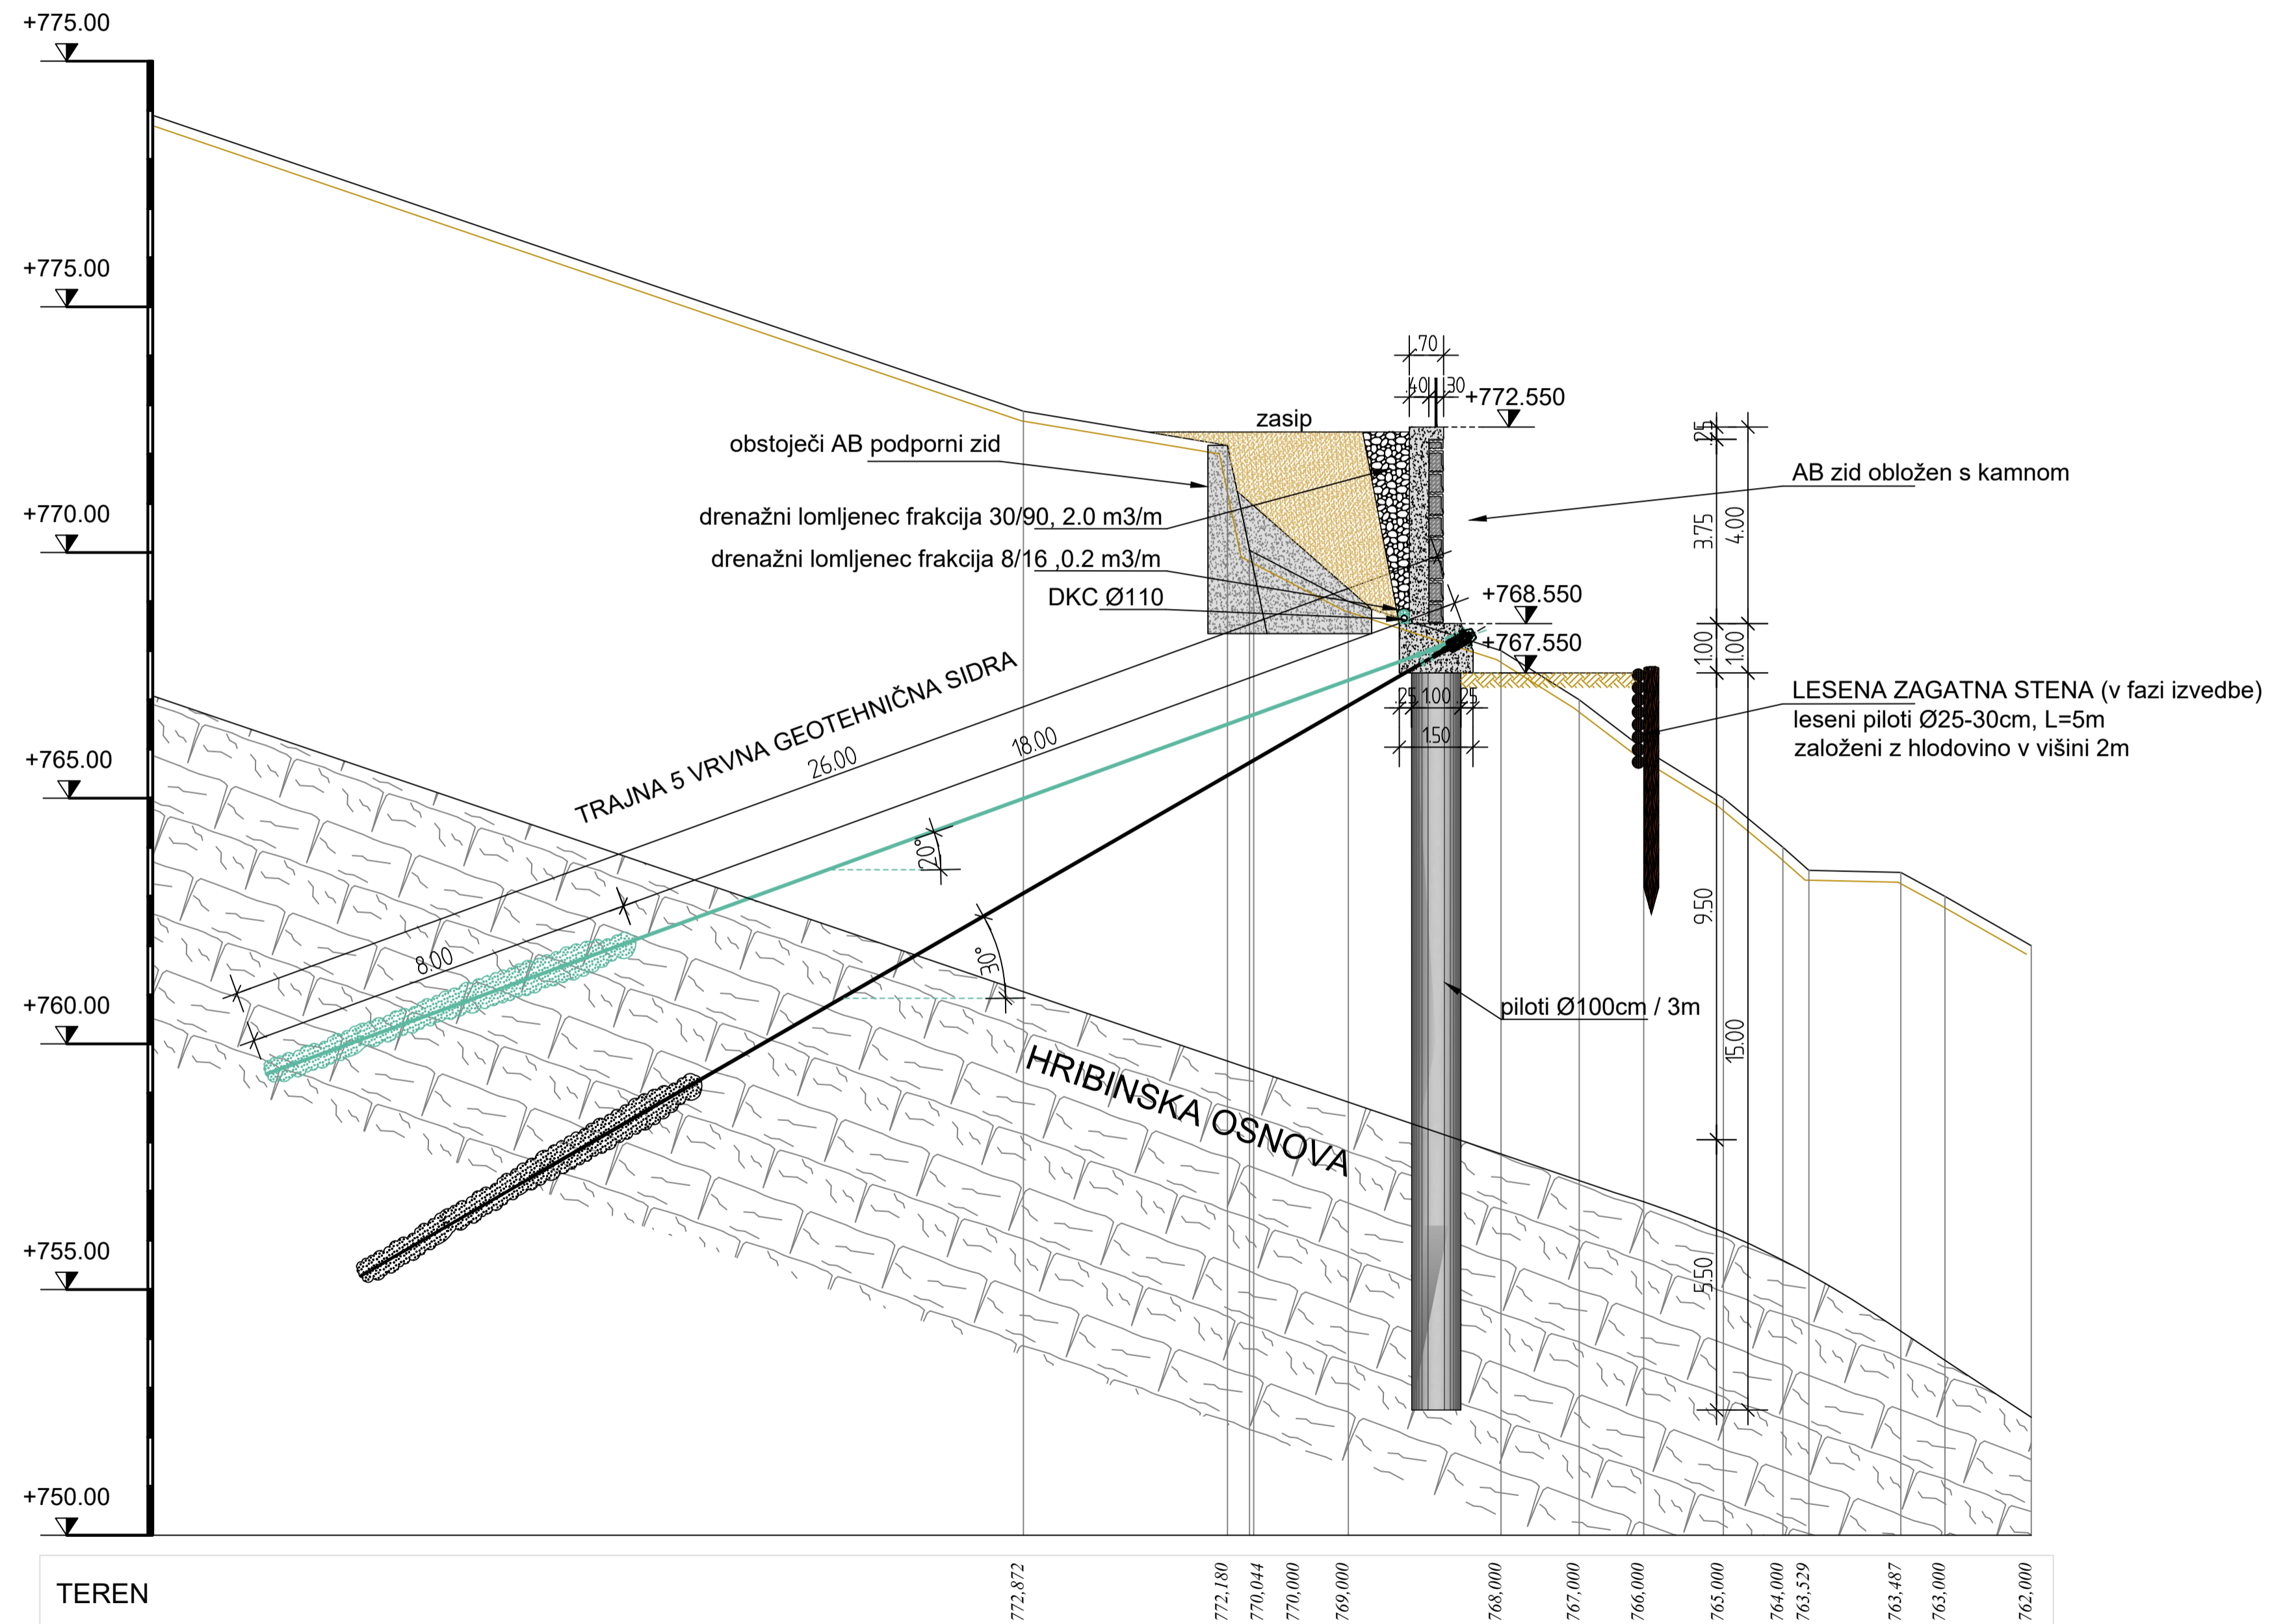 +775.00
+775.00
+770.00
+765.00
+760.00
+755.00
+750.00
.70
.40 .30
+772.550
zasip
obstoječi AB podporni zid
drenažni lomljenec frakcija 30/90, 2.0 m3/m
drenažni lomljenec frakcija 8/16 ,0.2 m3/m
DKC Ø110
.25
3.75
4.00
AB zid obložen s kamnom
+768.550
+767.550
1.00
1.00
LESENA ZAGATNA STENA (v fazi izvedbe)
leseni piloti Ø25-30cm, L=5m
založeni z hlodovino v višini 2m
.25 1.00 .25
1.50
TRAJNA 5 VRVNA GEOTEHNIČNA SIDRA
26.00
18.00
8.00
20°
30°
9.50
15.00
5.50
piloti Ø100cm / 3m
HRIBINSKA OSNOVA
TEREN
772,872
772,180
770,044
770,000
769,000
768,000
767,000
766,000
765,000
764,000
763,529
763,487
763,000
762,000